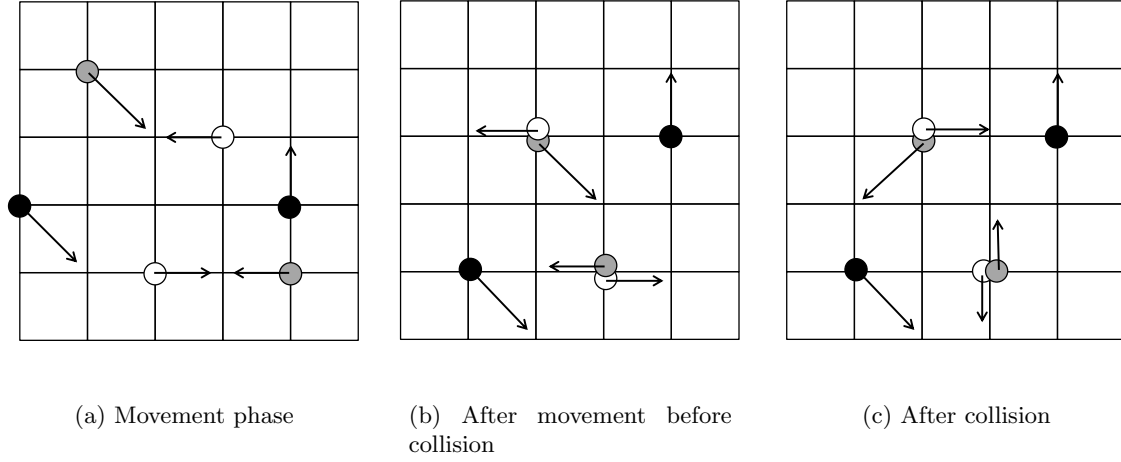 (a) Movement phase
(b) After movement before
collision
(c) After collision